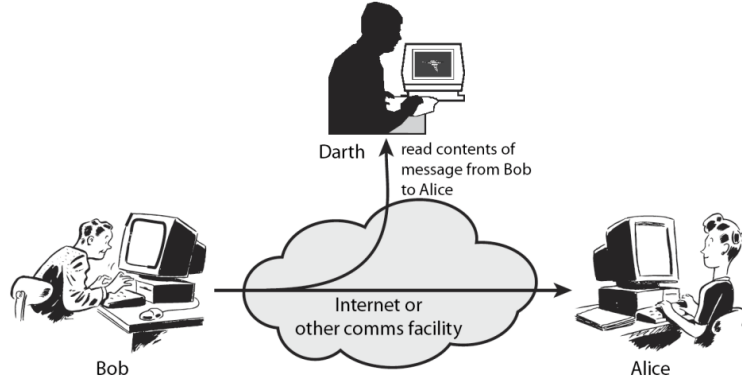 Darth
read contents of
message from Bob
to Alice
Internet or
other comms facility
Bob
Alice